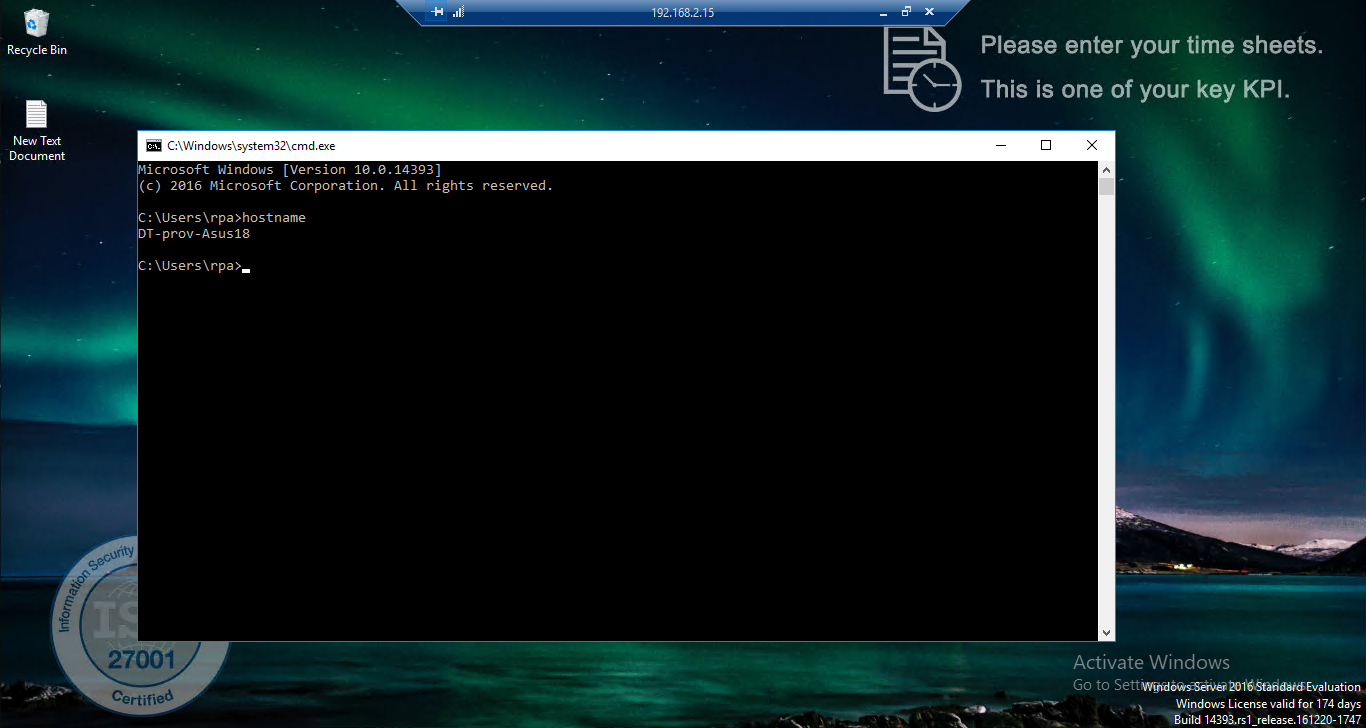 192.168.2.15
Recycle Bin
Please enter your time sheets.
This is one of your key KPI.
New Text
Document
C:\Windows\system32\cmd.exe
Microsoft Windows [Version 10.0.14393]
(c) 2016 Microsoft Corporation. All rights reserved.
C:\Users\rpa>hostname
DT-prov-Asus18
C:\Users\rpa>
Information Security
27001
Certified
Activate Windows
Go to Settings to activate Windows.
Windows Server 2016 Standard Evaluation
Windows License valid for 174 days
Build 14393.rs1_release.161220-1747